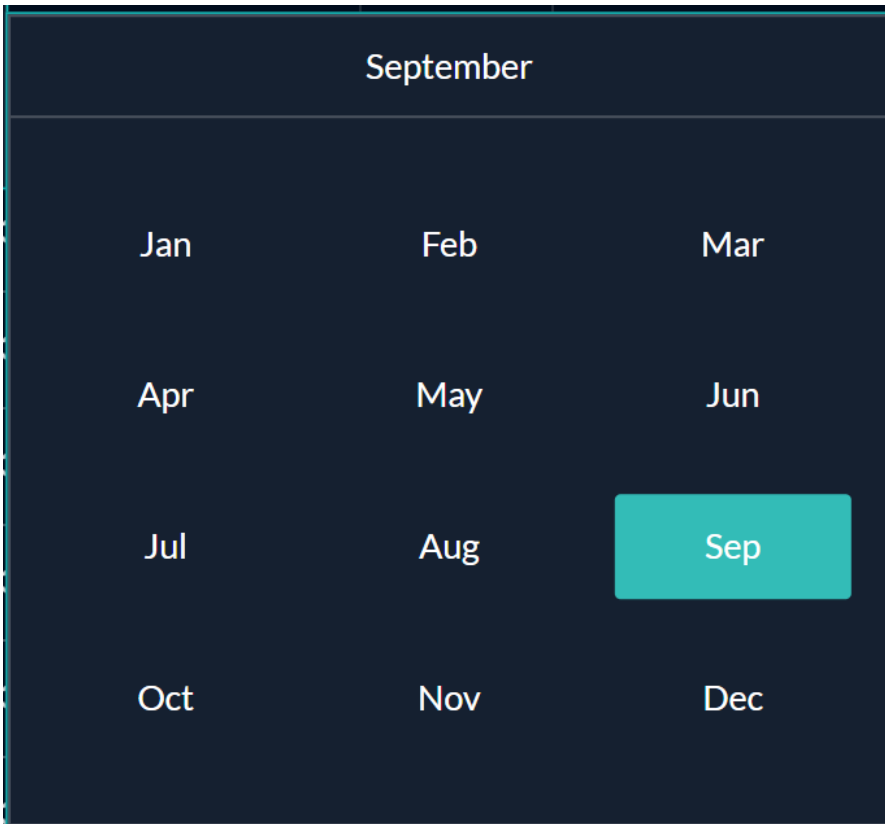 September
Jan Feb Mar
Apr May Jun
Jul Aug Sep
Oct Nov Dec